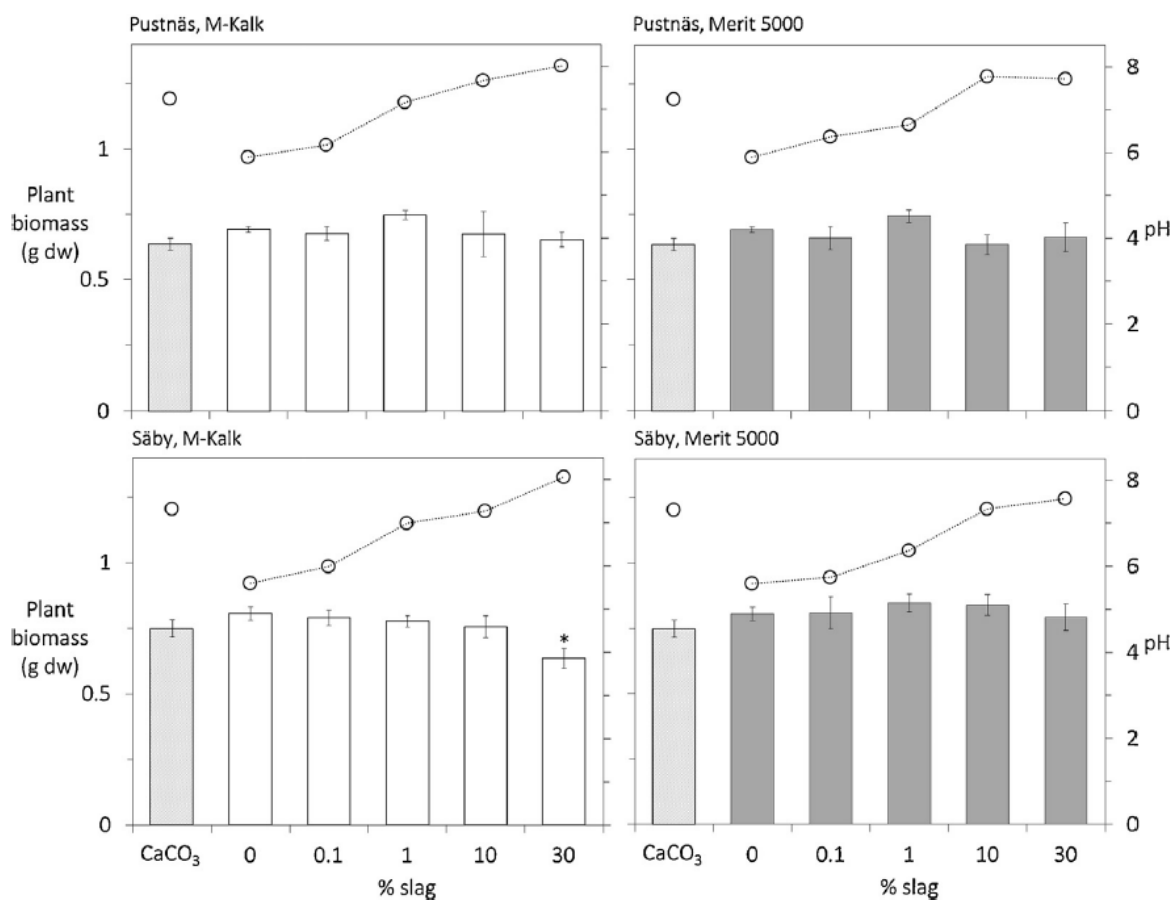 Pustnäs, M-Kalk
Pustnäs, Merit 5000
8
1
6
Plant
biomass
(g dw)
4
pH
0.5
2
0
0
Säby, M-Kalk
Säby, Merit 5000
8
1
6
Plant
biomass
(g dw)
*
4
pH
0.5
2
0
0
CaCO₃ 0 0.1 1 10 30
CaCO₃ 0 0.1 1 10 30
% slag
% slag